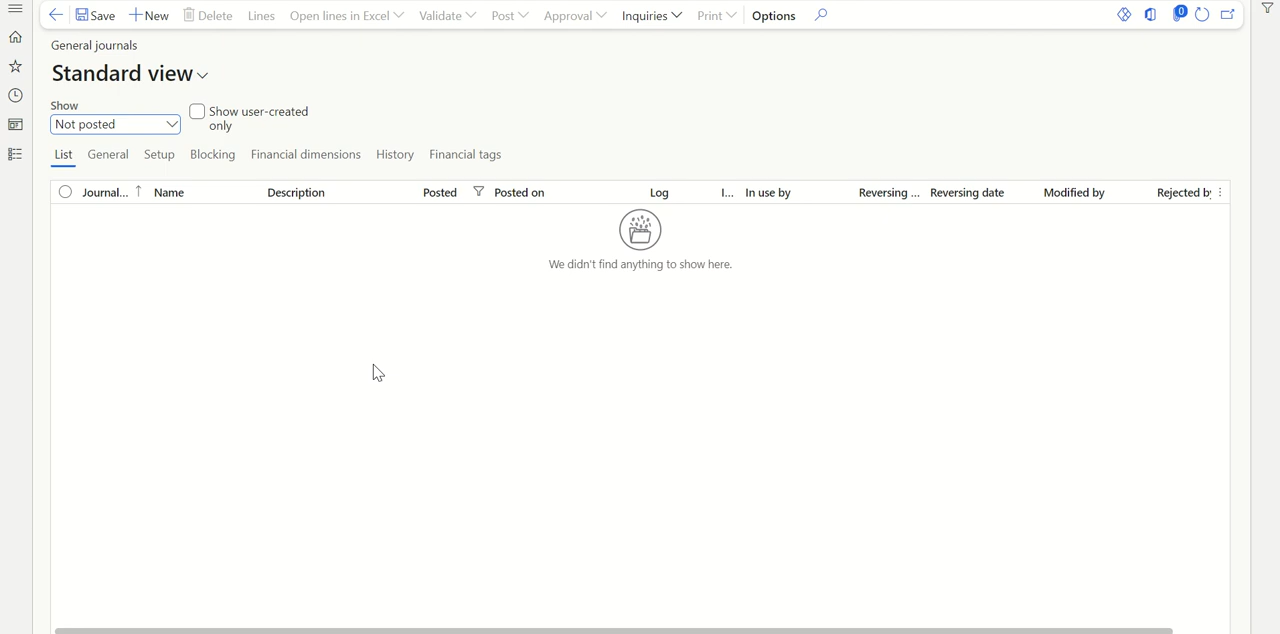 Save New Delete Lines Open lines in Excel Validate Post Approval Inquiries Print Options 0
General journals
Standard view
Show
Not posted
Show user-created
only
List General Setup Blocking Financial dimensions History Financial tags
Journal... Name Description Posted Posted on Log I... In use by Reversing ... Reversing date Modified by Rejected by
We didn't find anything to show here.